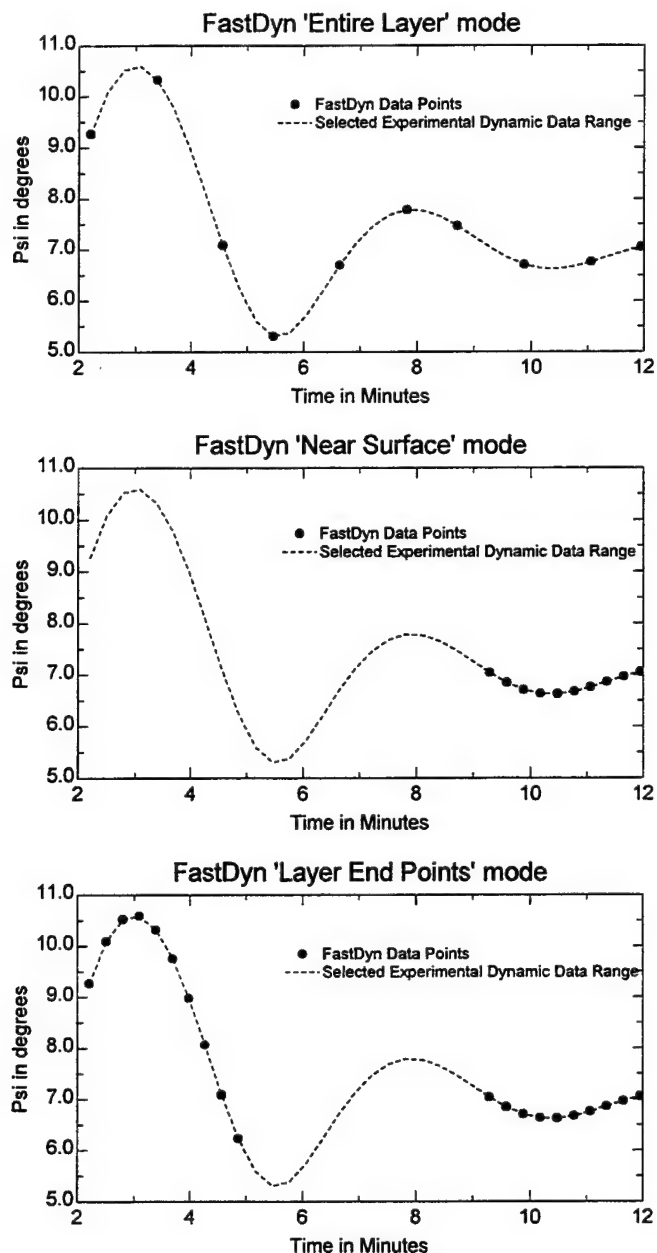 FastDyn 'Entire Layer' mode
11.0
10.0
9.0
8.0
7.0
6.0
5.0
Psi in degrees
FastDyn Data Points
Selected Experimental Dynamic Data Range
2 4 6 8 10 12
Time in Minutes
FastDyn 'Near Surface' mode
11.0
10.0
9.0
8.0
7.0
6.0
5.0
Psi in degrees
FastDyn Data Points
Selected Experimental Dynamic Data Range
2 4 6 8 10 12
Time in Minutes
FastDyn 'Layer End Points' mode
11.0
10.0
9.0
8.0
7.0
6.0
5.0
Psi in degrees
FastDyn Data Points
Selected Experimental Dynamic Data Range
2 4 6 8 10 12
Time in Minutes